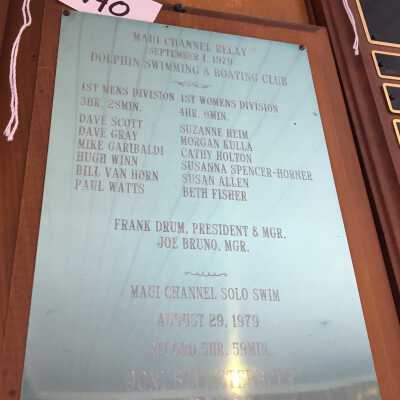 MAUI CHANNEL RELAY
SEPTEMBER 1, 1979
DOLPHIN SWIMMING & BOATING CLUB
1ST MENS DIVISION 1ST WOMENS DIVISION
3HR. 28MIN. 4HR. 9MIN.
DAVE SCOTT SUZANNE HEIM
DAVE GRAY MORGAN KULLA
MIKE GARIBALDI CATHY HOLTON
HUGH WINN SUSANNA SPENCER-HORNER
BILL VAN HORN SUSAN ALLEN
PAUL WATTS BETH FISHER
FRANK DRUM, PRESIDENT & MGR.
JOE BRUNO, MGR.
MAUI CHANNEL SOLO SWIM
AUGUST 29, 1979
RECORD 5HR. 59MIN.